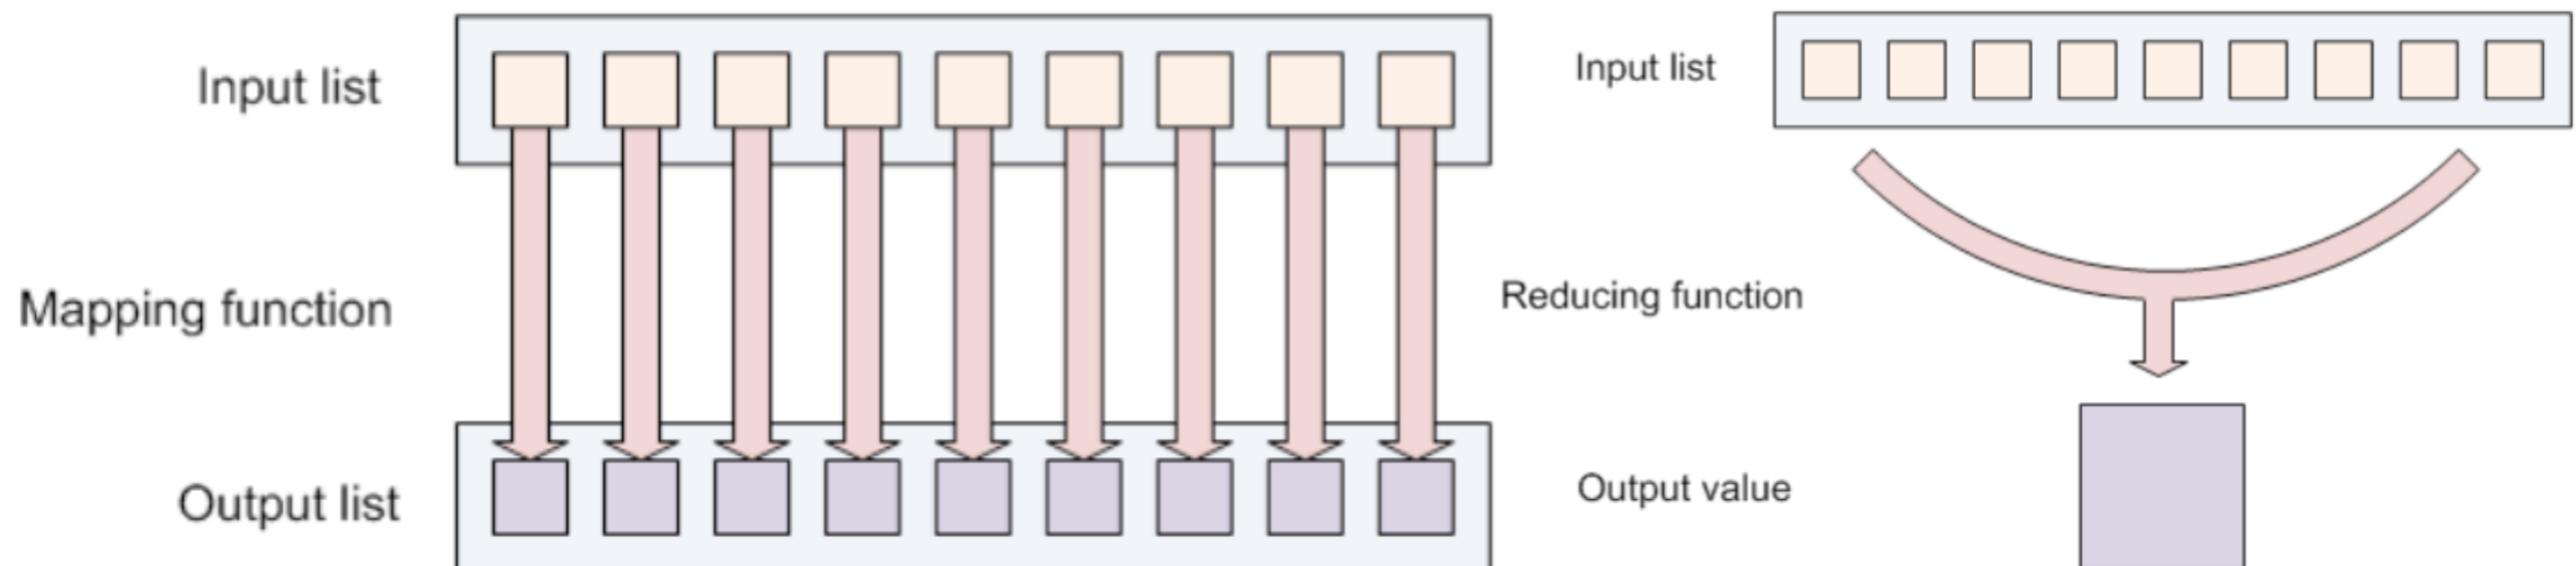 Input list
Mapping function
Output list
Input list
Reducing function
Output value